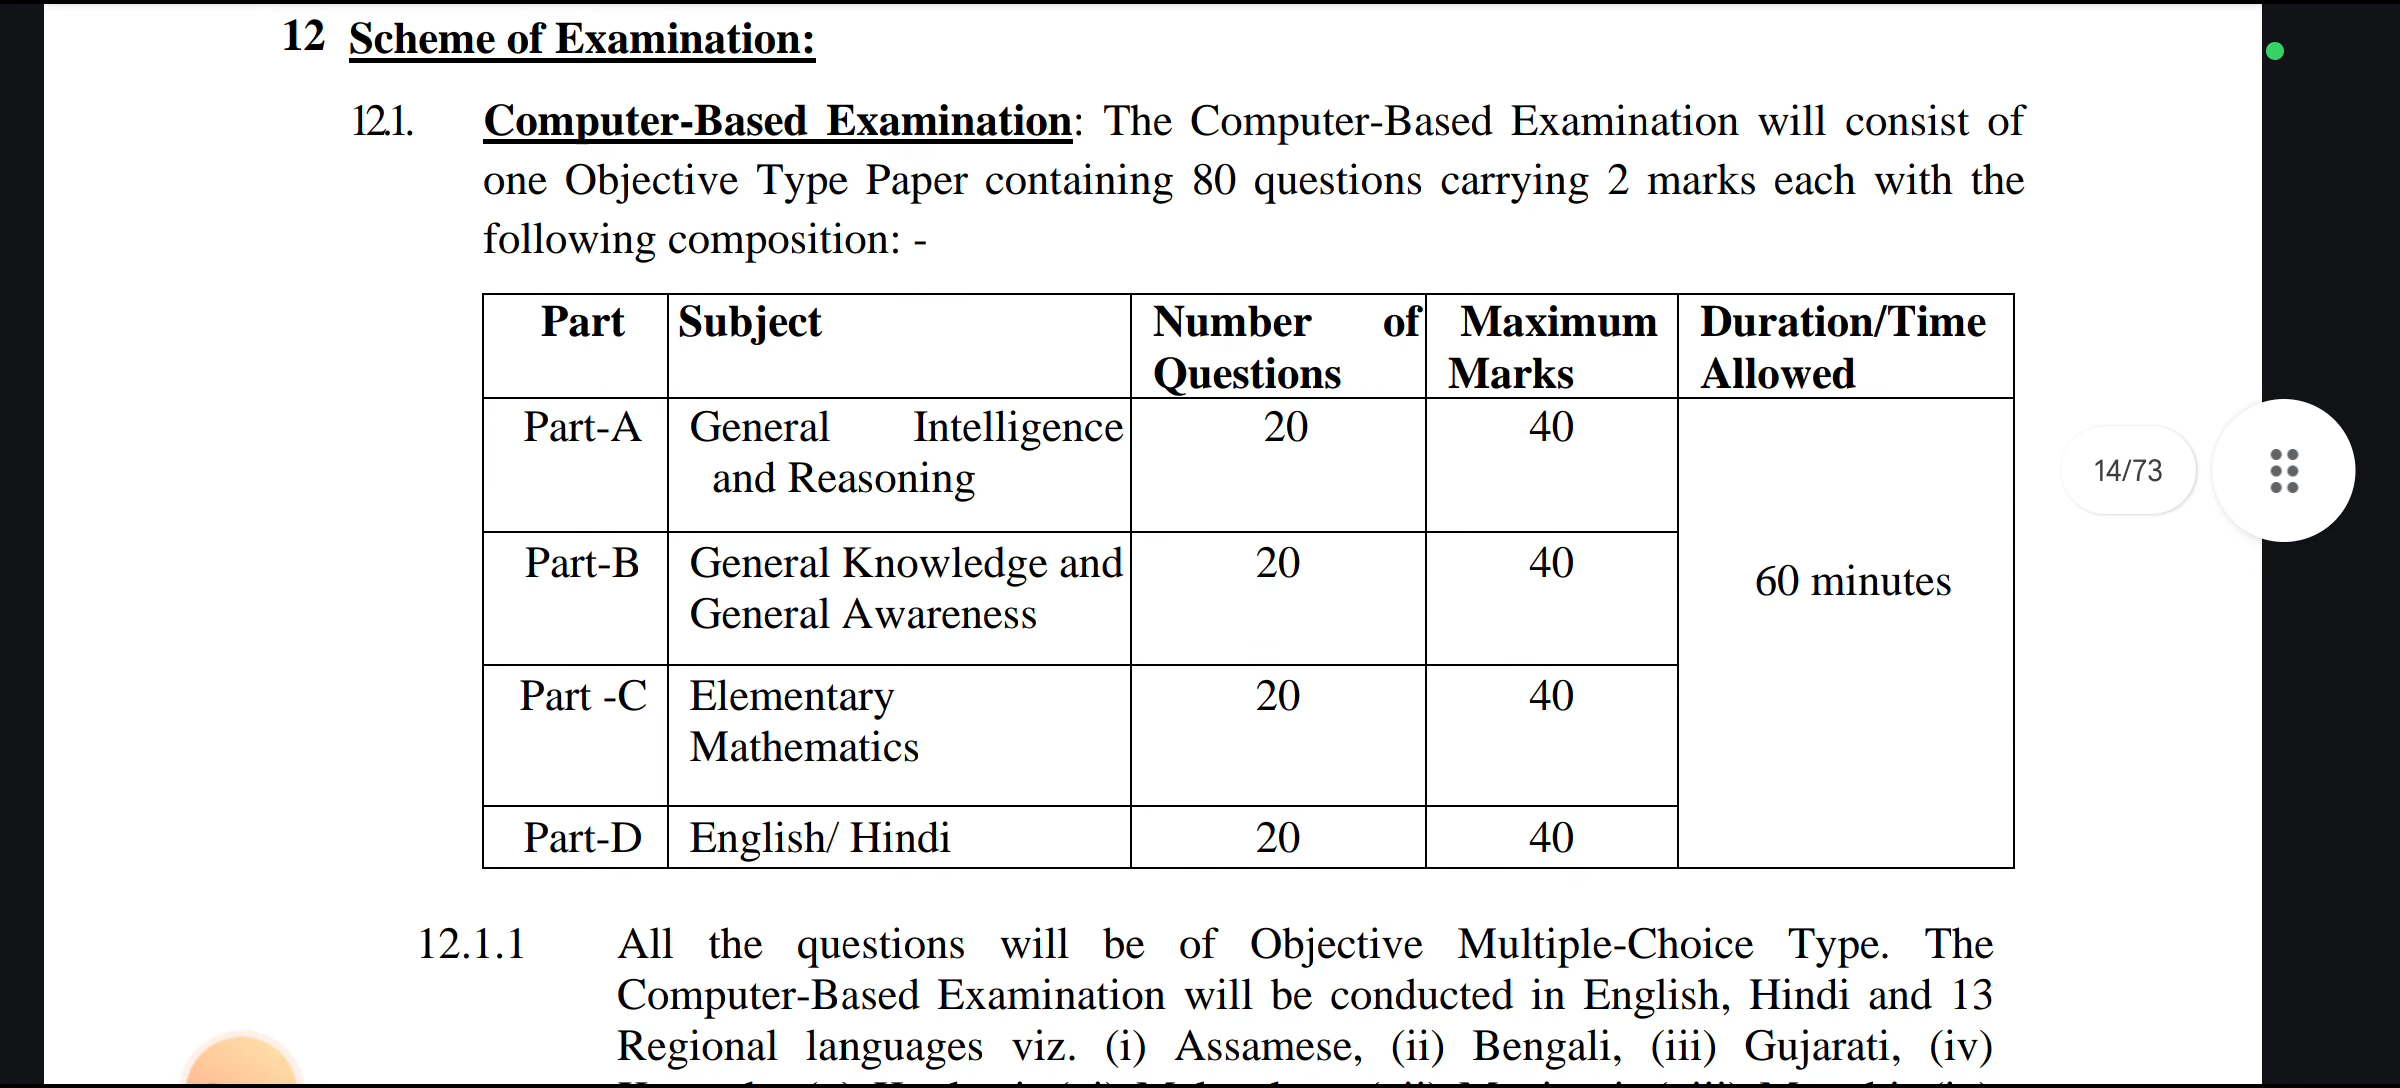 12 Scheme of Examination:
12.1. Computer-Based Examination: The Computer-Based Examination will consist of
one Objective Type Paper containing 80 questions carrying 2 marks each with the
following composition: -
Part Subject Number of Questions Maximum Marks Duration/Time Allowed
Part-A General Intelligence and Reasoning 20 40 60 minutes
Part-B General Knowledge and General Awareness 20 40
Part -C Elementary Mathematics 20 40
Part-D English/ Hindi 20 40
14/73
12.1.1 All the questions will be of Objective Multiple-Choice Type. The
Computer-Based Examination will be conducted in English, Hindi and 13
Regional languages viz. (i) Assamese, (ii) Bengali, (iii) Gujarati, (iv)